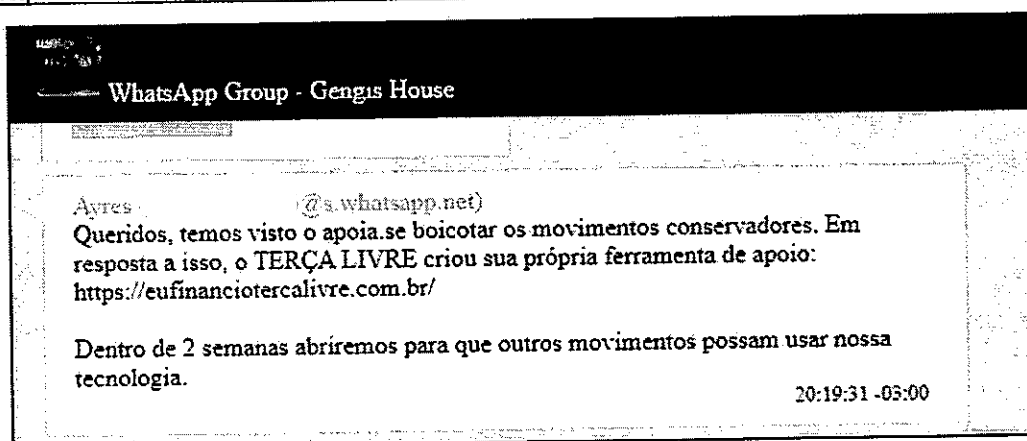 WhatsApp Group - Gengis House
Ayres @s.whatsapp.net)
Queridos, temos visto o apoia.se boicotar os movimentos conservadores. Em
resposta a isso, o TERÇA LIVRE criou sua própria ferramenta de apoio:
https://eufinanciotercalivre.com.br/
Dentro de 2 semanas abriremos para que outros movimentos possam usar nossa
tecnologia.
20:19:31 -03:00